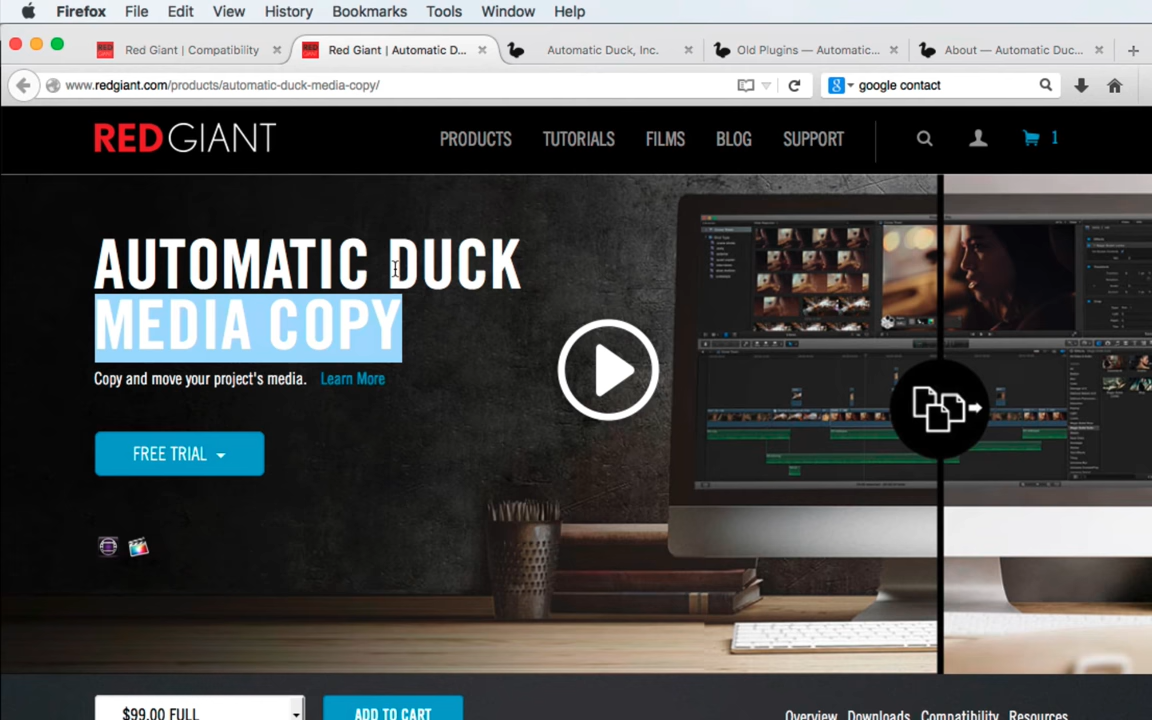 Firefox File Edit View History Bookmarks Tools Window Help
Red Giant | Compatibility
Red Giant | Automatic D...
Automatic Duck, Inc.
Old Plugins — Automatic...
About — Automatic Duc...
www.redgiant.com/products/automatic-duck-media-copy/
google contact
RED GIANT
PRODUCTS TUTORIALS FILMS BLOG SUPPORT 1
AUTOMATIC DUCK
MEDIA COPY
Copy and move your project's media. Learn More
FREE TRIAL
$99.00 FULL
ADD TO CART
Overview Downloads Compatibility Resources